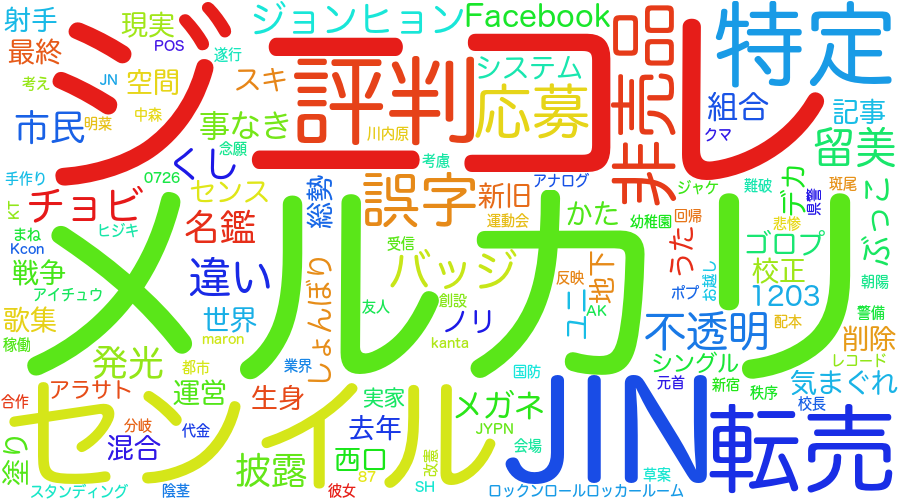 射手
現実
POS
ジョンヒョン
Facebook
特定
最終
遂行
ジニコレ
評判
非売品
考え
JN
空間
スキ
システム
応募
市民
明菜
中森
事なき
川内原
組合
クマ
記事
留美
くし
念願
考慮
手作り
0726
センス
誤字
新旧
アナログ
ジャケ
難破
デカ
県警
斑尾
ぶっこ
KT
チョビ
名鑑
総勢
運動会
かた
幼稚園
回帰
うた
悲惨
まね
ヒジキ
Kcon
受信
ゴロプ
戦争
違い
しょんぼり
バッジ
反映
地下
ユニ
お越し
校正
朝陽
アイチュウ
メルカリ
友人
創設
ノリ
AK
ポプ
1203
歌集
世界
警備
稼働
maron
kanta
不透明
配本
削除
発光
都市
業界
国防
シングル
レコード
アラサト
運営
生身
実家
メガネ
元首
新宿
秩序
気まぐれ
合作
校長
センイル
JIN
転売
分岐
代金
去年
JYPN
混合
会場
塗り
披露
西口
87
改憲
草案
スタンディング
陰茎
彼女
SH
ロックンロールロッカールーム